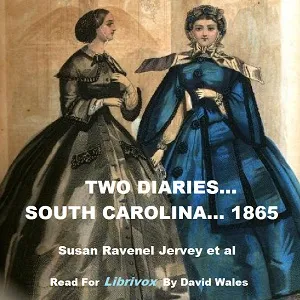 TWO DIARIES...
SOUTH CAROLINA... 1865
Susan Ravenel Jervey et al
Read For Librivox By David Wales